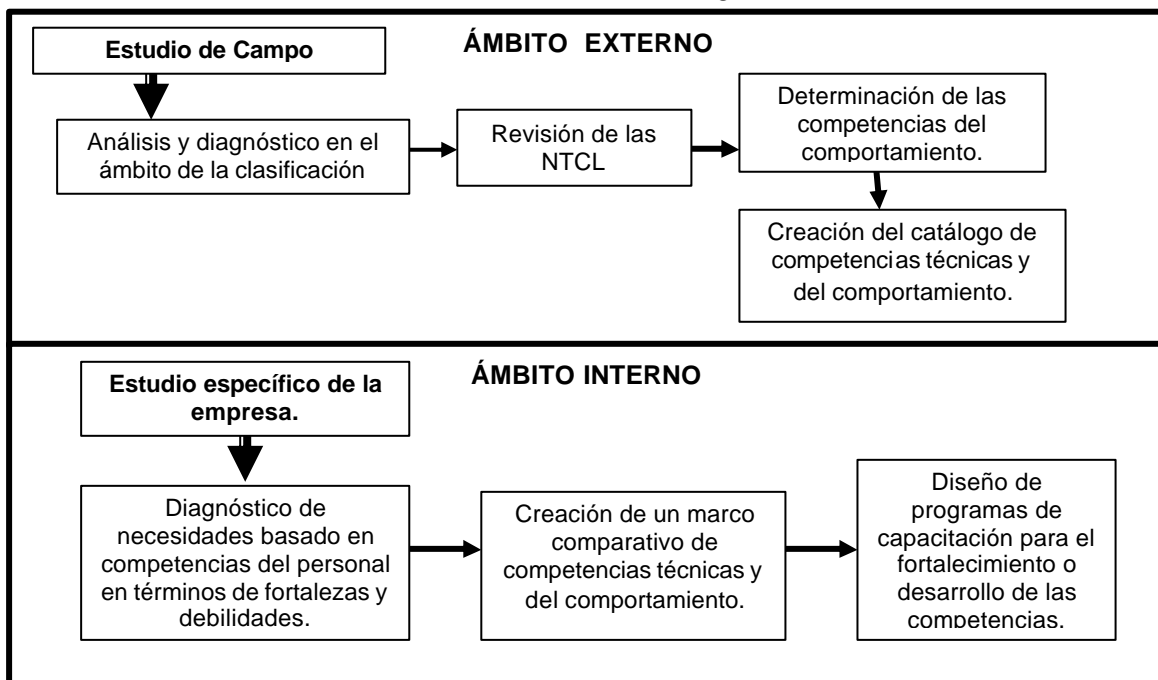 ÁMBITO EXTERNO
Estudio de Campo
Análisis y diagnóstico en el
ámbito de la clasificación
Revisión de las
NTCL
Determinación de las
competencias del
comportamiento.
Creación del catálogo de
competencias técnicas y
del comportamiento.
ÁMBITO INTERNO
Estudio específico de la
empresa.
Diagnóstico de
necesidades basado en
competencias del personal
en términos de fortalezas y
debilidades.
Creación de un marco
comparativo de
competencias técnicas y
del comportamiento.
Diseño de
programas de
capacitación para el
fortalecimiento o
desarrollo de las
competencias.